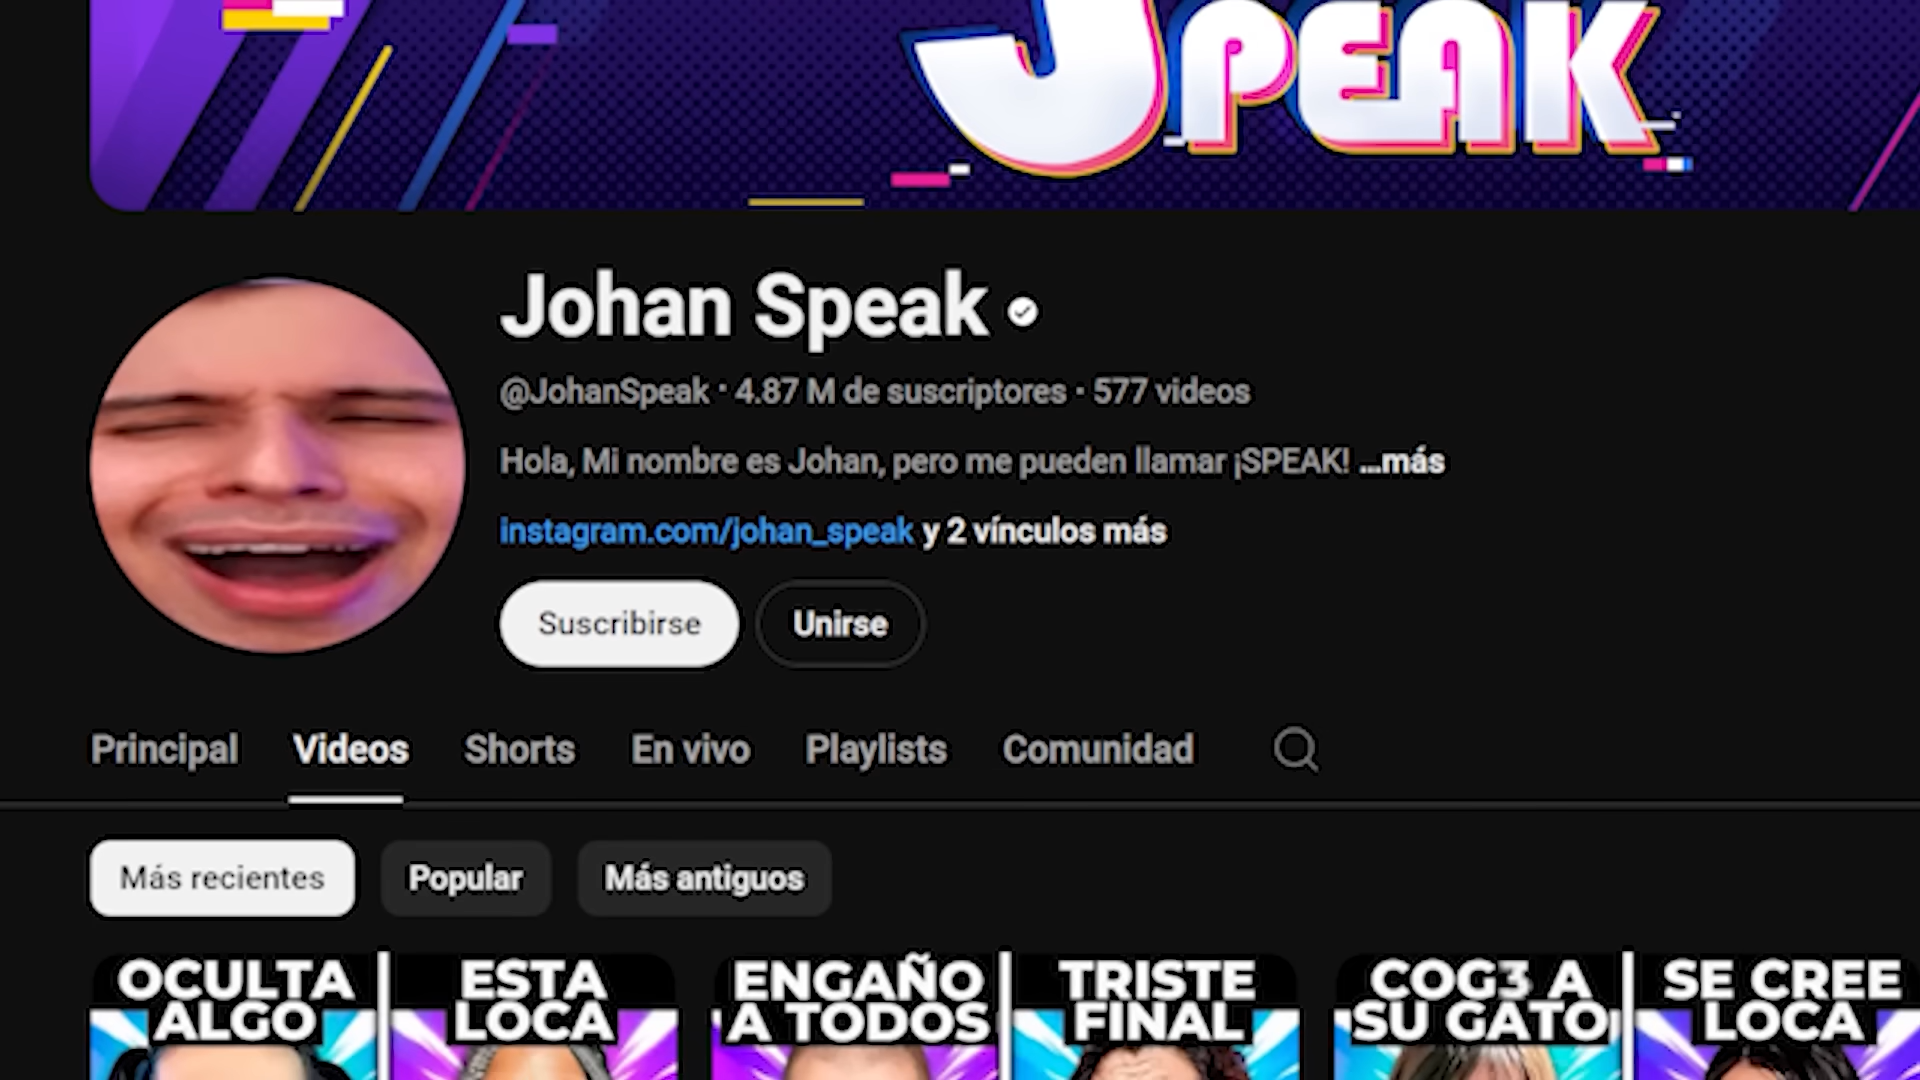 SPEAK
Johan Speak
@JohanSpeak · 4.87 M de suscriptores · 577 videos
Hola, Mi nombre es Johan, pero me pueden llamar ¡SPEAK! ...más
instagram.com/johan_speak y 2 vínculos más
Suscribirse Unirse
Principal Videos Shorts En vivo Playlists Comunidad
Más recientes Popular Más antiguos
OCULTA ALGO
ESTA LOCA
ENGAÑO A TODOS
TRISTE FINAL
COG3 A SU GATO
SE CREE LOCA